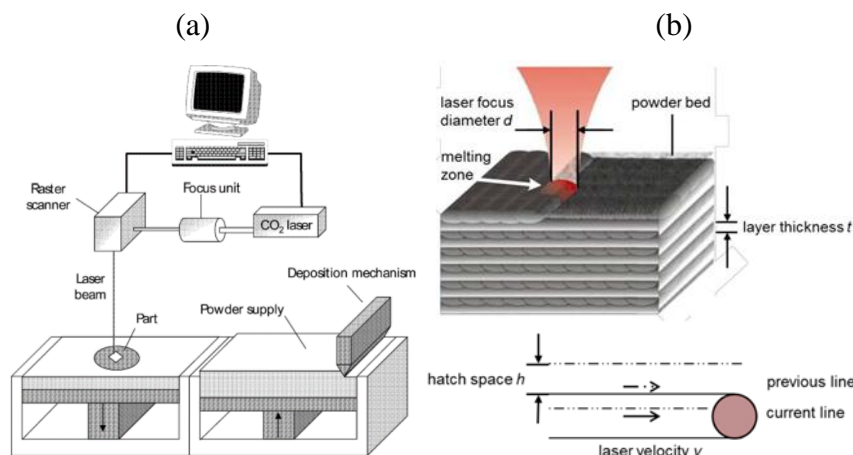 (a)
(b)
Raster
scanner
Focus unit
CO₂ laser
Laser
beam
Deposition mechanism
Powder supply
Part
laser focus
diameter d
powder bed
melting
zone
layer thickness t
hatch space h
previous line
current line
laser velocity v